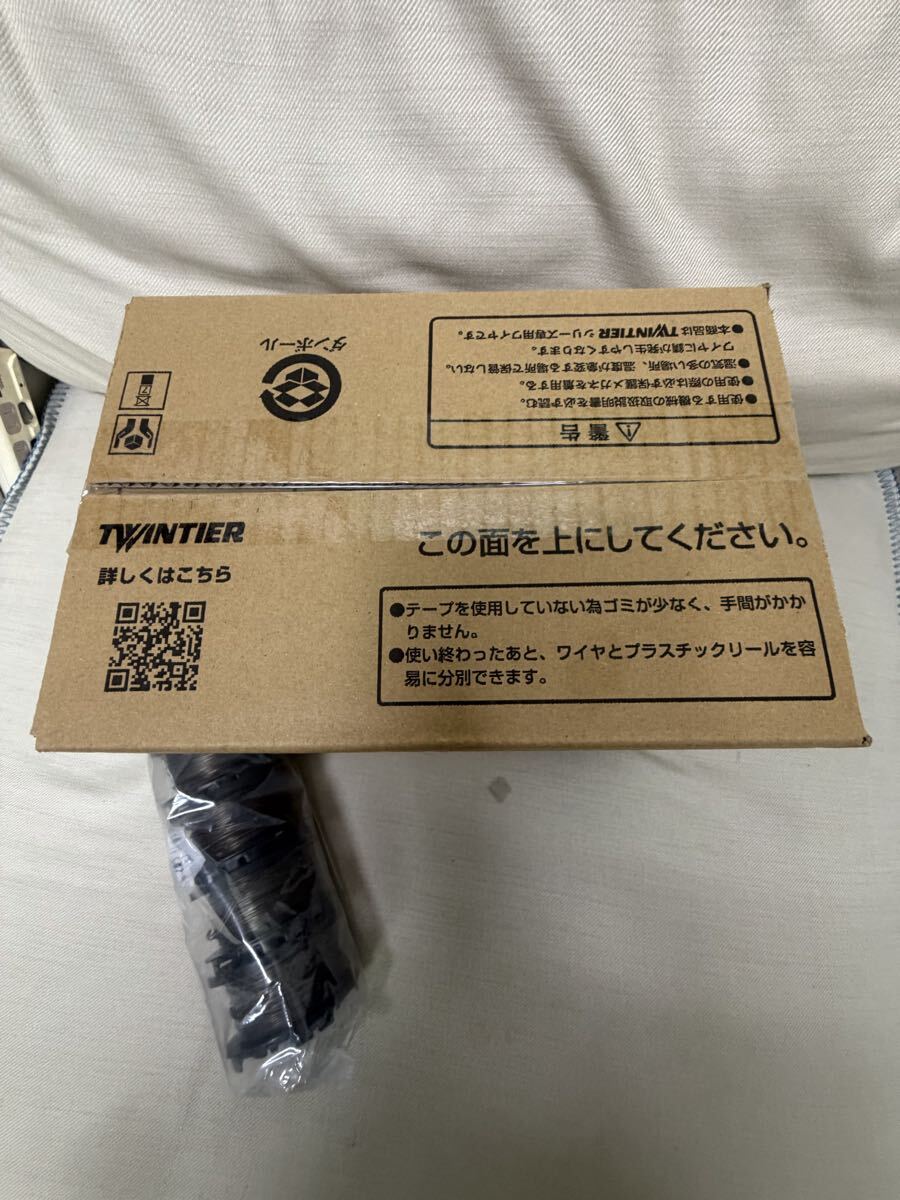 ダンボール
警告
●使用する機械の取扱説明書を必ず読む。
●使用の際は必ず保護メガネを着用する。
●湿気の多い場所、温度が激変する場所で保管しない。
ワイヤに錆が発生しやすくなります。
●本商品はTWINTIERシリーズ専用ワイヤです。
TWINTIER
詳しくはこちら
この面を上にしてください。
●テープを使用していない為ゴミが少なく、手間がかか
りません。
●使い終わったあと、ワイヤとプラスチックリールを容
易に分別できます。